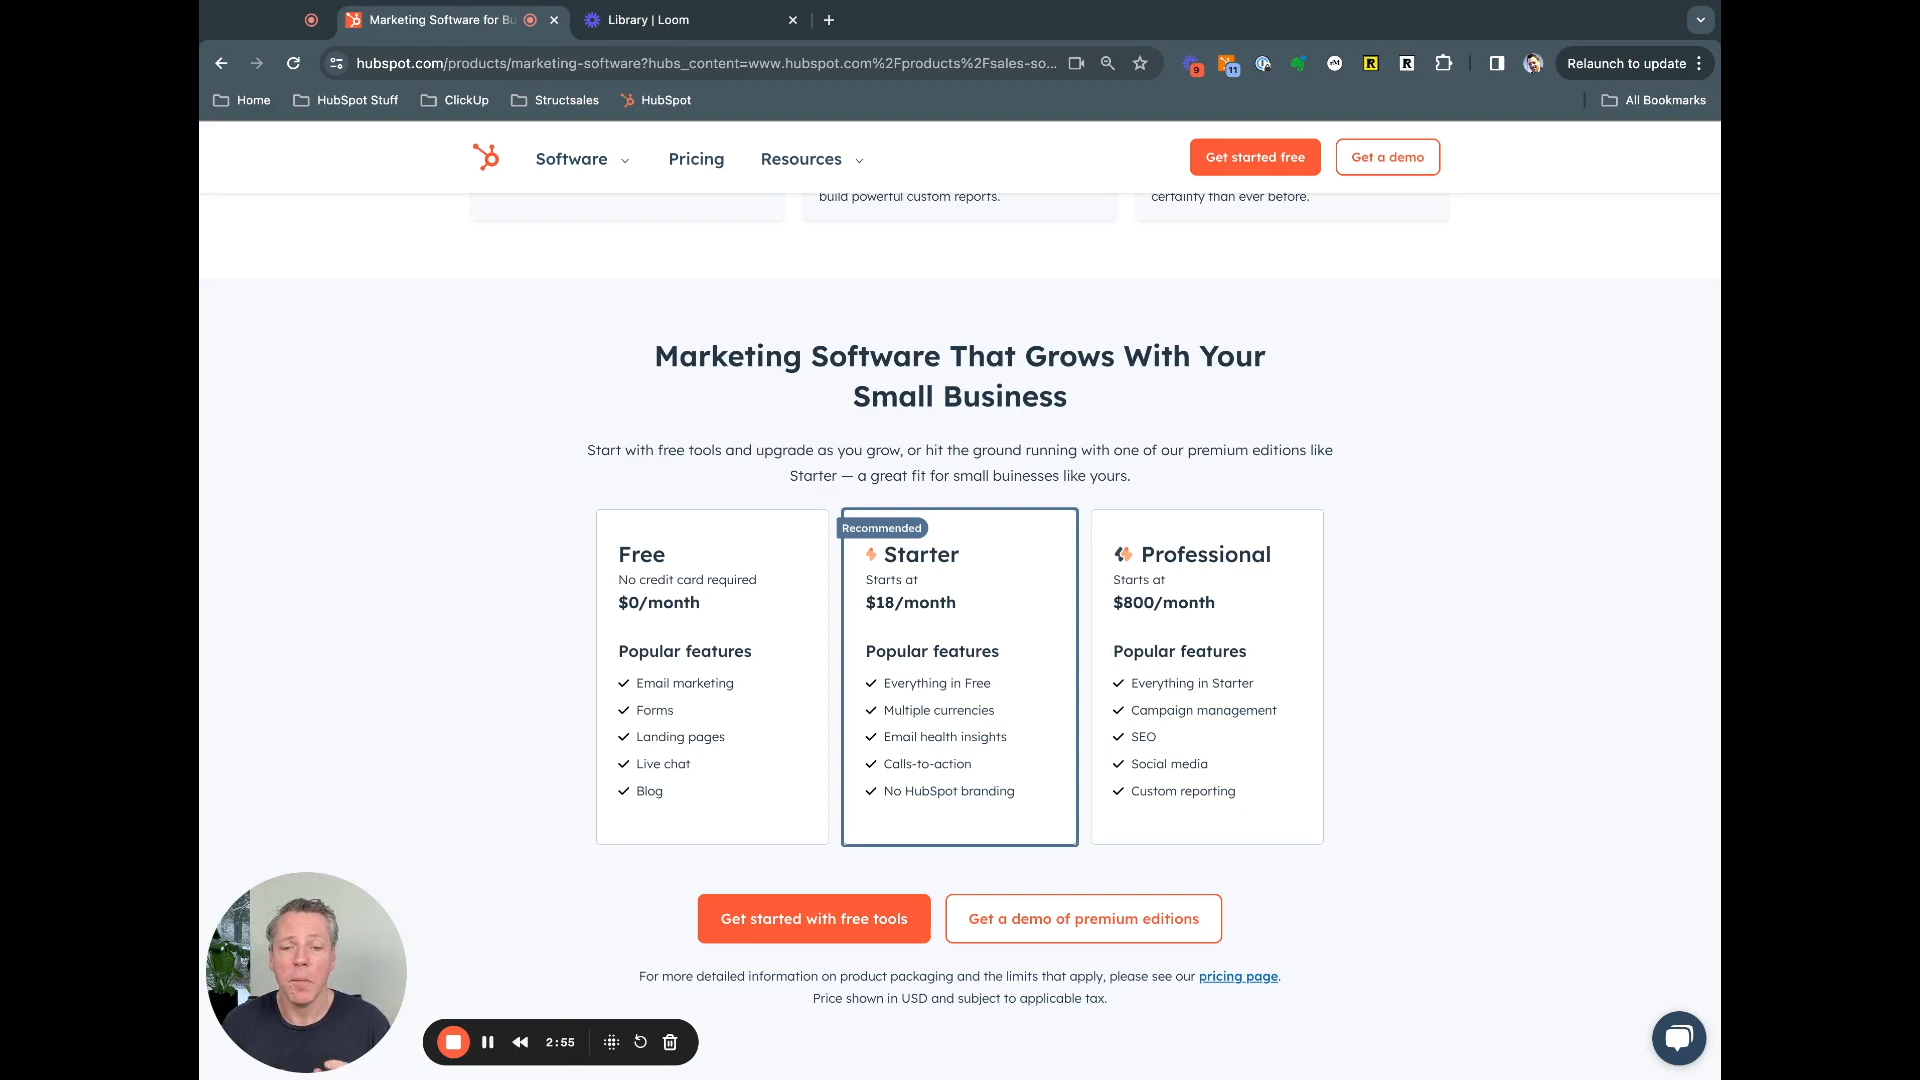 Marketing Software for Bu
Library | Loom
hubspot.com/products/marketing-software?hubs_content=www.hubspot.com%2Fproducts%2Fsales-so...
9
11
rM
R
R
Relaunch to update
Home
HubSpot Stuff
ClickUp
Structsales
HubSpot
All Bookmarks
Software
Pricing
Resources
Get started free
Get a demo
build powerful custom reports.
certainty than ever before.
Marketing Software That Grows With Your
Small Business
Start with free tools and upgrade as you grow, or hit the ground running with one of our premium editions like
Starter — a great fit for small buinesses like yours.
Free
No credit card required
$0/month
Popular features
Email marketing
Forms
Landing pages
Live chat
Blog
Recommended
Starter
Starts at
$18/month
Popular features
Everything in Free
Multiple currencies
Email health insights
Calls-to-action
No HubSpot branding
Professional
Starts at
$800/month
Popular features
Everything in Starter
Campaign management
SEO
Social media
Custom reporting
Get started with free tools
Get a demo of premium editions
For more detailed information on product packaging and the limits that apply, please see our pricing page.
Price shown in USD and subject to applicable tax.
2:55